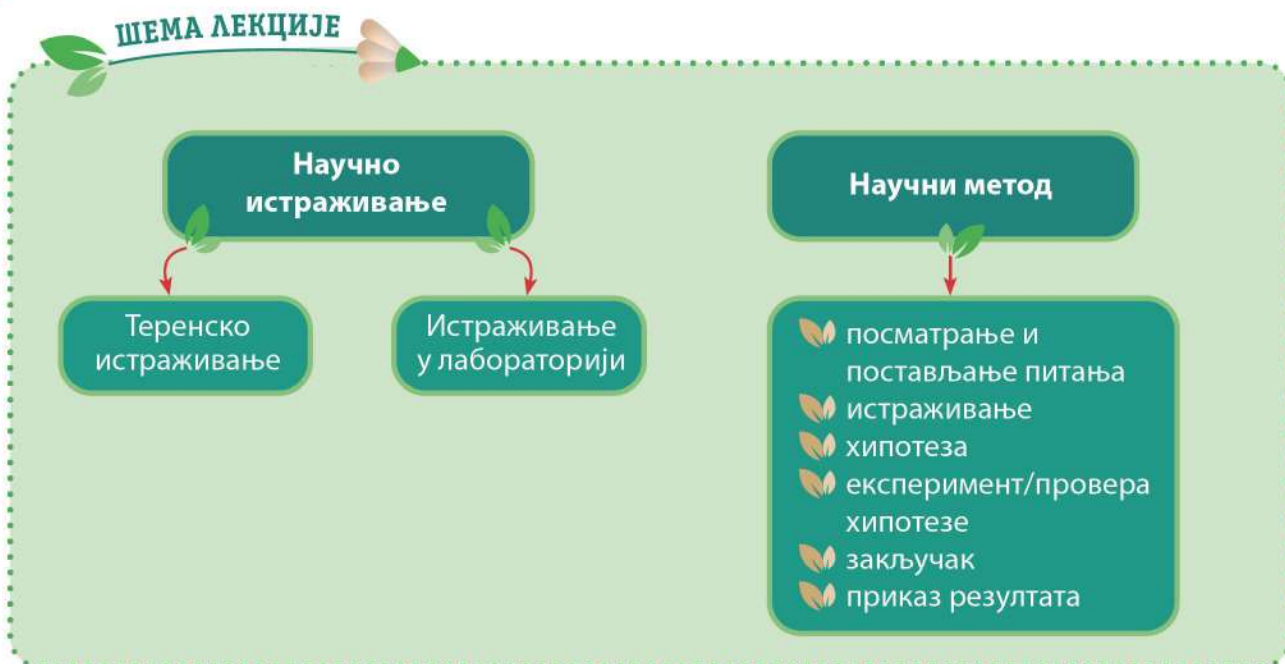 ШЕМА ЛЕКЦИЈЕ
Научно
истраживање
Теренско
истраживање
Истраживање
у лабораторији
Научни метод
посматрање и
постављање питања
истраживање
хипотеза
експеримент/провера
хипотезе
закључак
приказ резултата